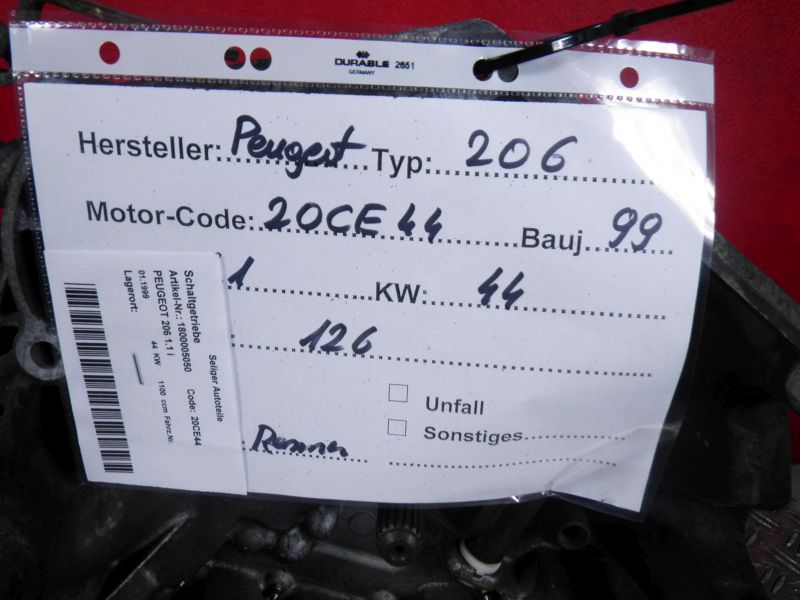 DURABLE 2651
GERMANY
Hersteller: Peugeot Typ: 206
Motor-Code: 20CE44 Bauj. 99
1 KW: 44
126
Unfall
Sonstiges
Seliger Autoteile
Schaltgetriebe
Artikel-Nr.: 1800005050 Code: 20CE44
PEUGEOT 206 1.1 i
01.1999 44 KW 1100 ccm Fahrz.Nr.
Lagerort: